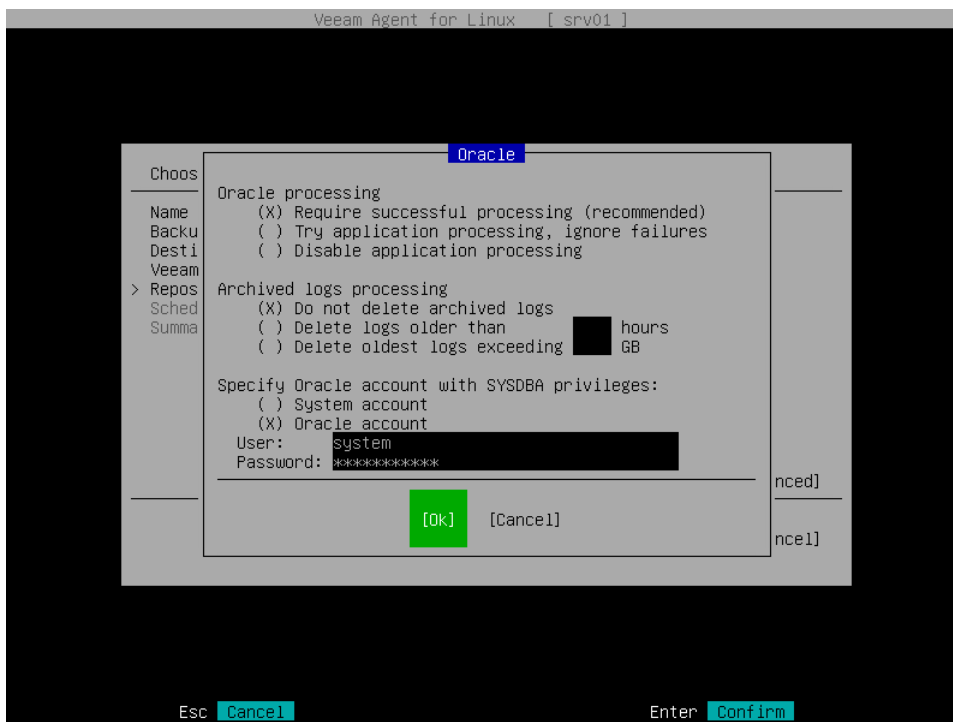 Veeam Agent for Linux [ srv01 ]
Oracle
Choos
Oracle processing
Name (X) Require successful processing (recommended)
Backu ( ) Try application processing, ignore failures
Desti ( ) Disable application processing
Veeam
> Repos Archived logs processing
Sched (X) Do not delete archived logs
Summa ( ) Delete logs older than hours
( ) Delete oldest logs exceeding GB
Specify Oracle account with SYSDBA privileges:
( ) System account
(X) Oracle account
User: system
Password: ***********
nced]
[Ok] [Cancel]
ncel]
Esc Cancel Enter Confirm